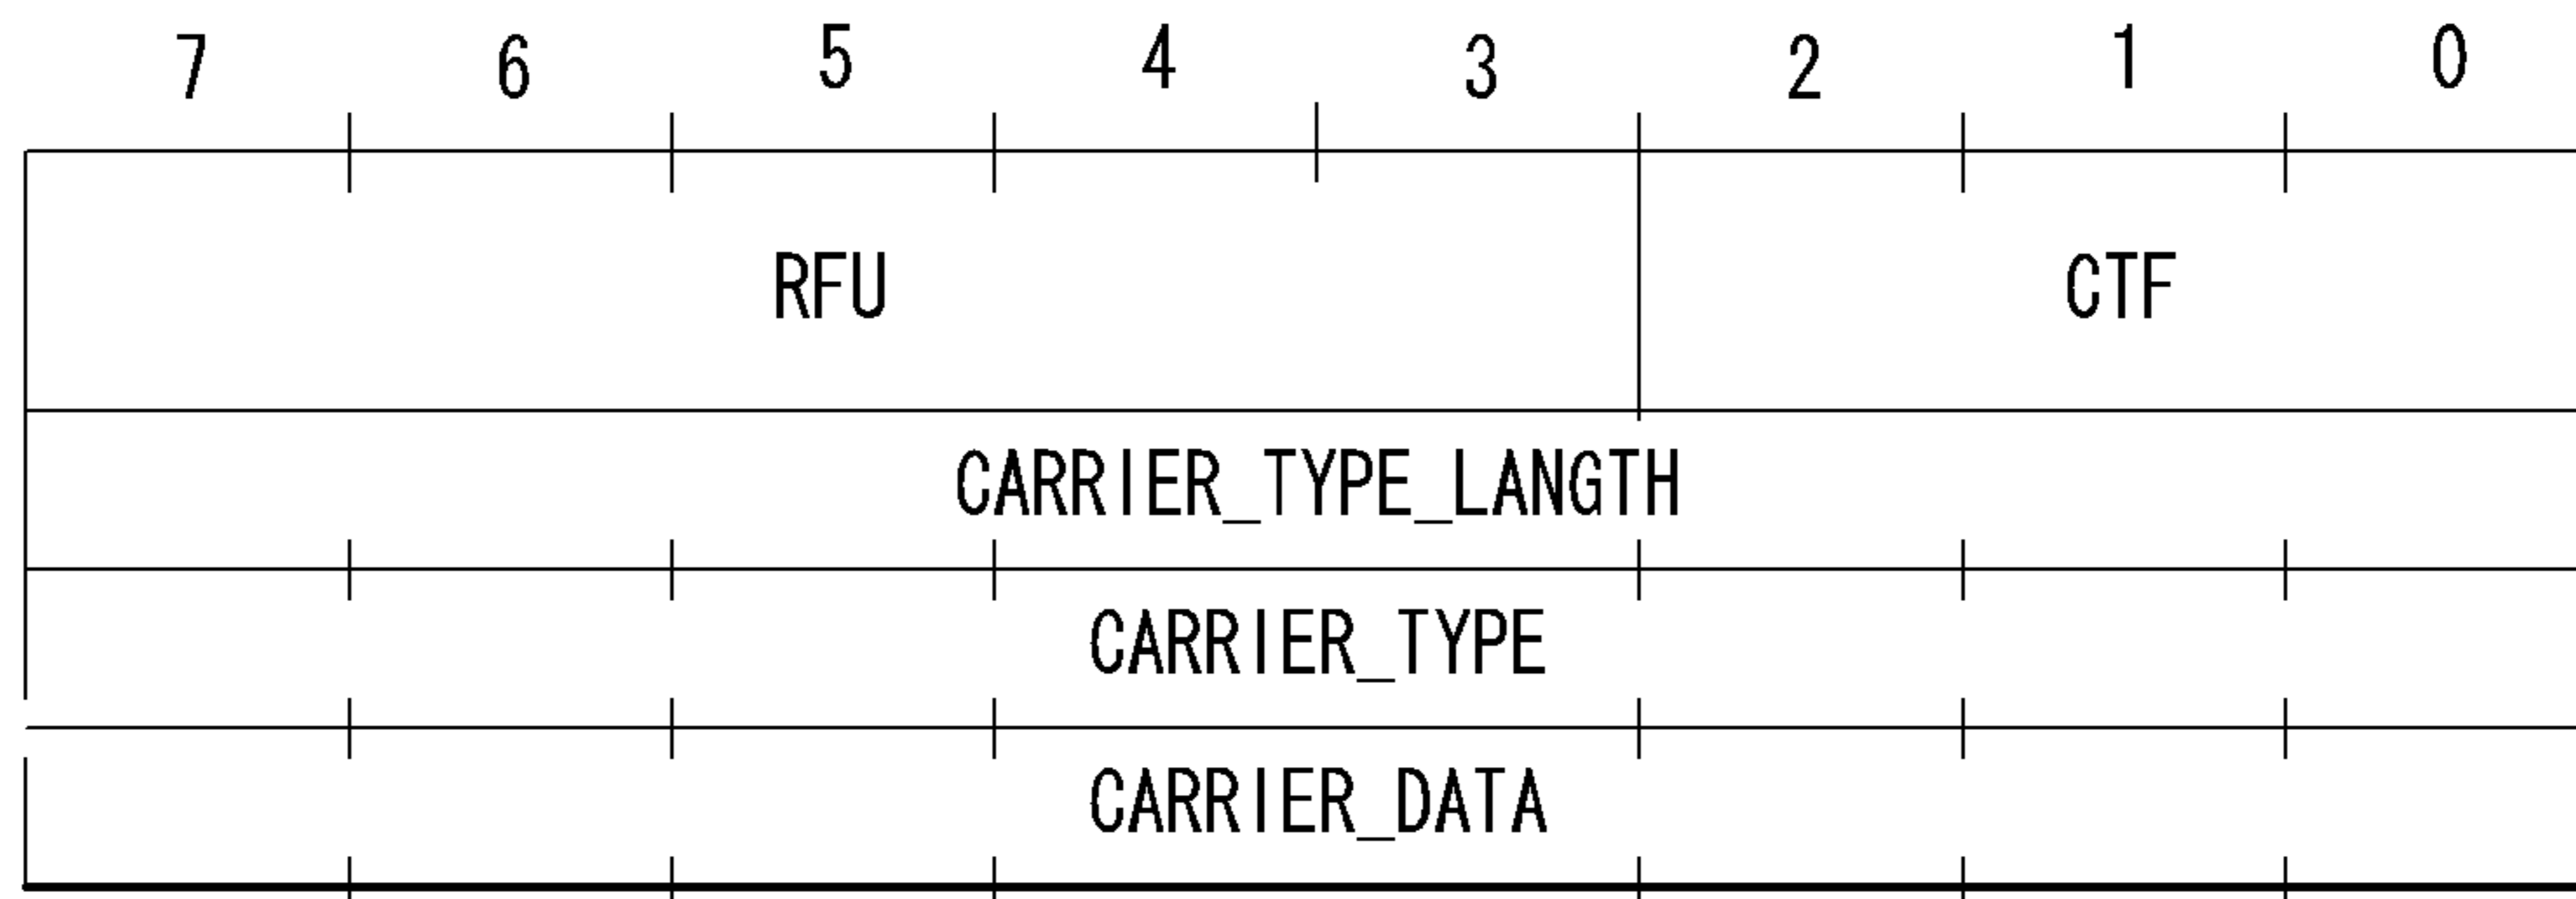 7 6 5 4 3 2 1 0
RFU CTF
CARRIER_TYPE_LANGTH
CARRIER_TYPE
CARRIER_DATA